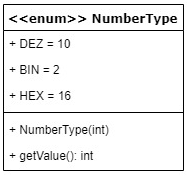 <<enum>> NumberType
+ DEZ = 10
+ BIN = 2
+ HEX = 16
+ NumberType(int)
+ getValue(): int